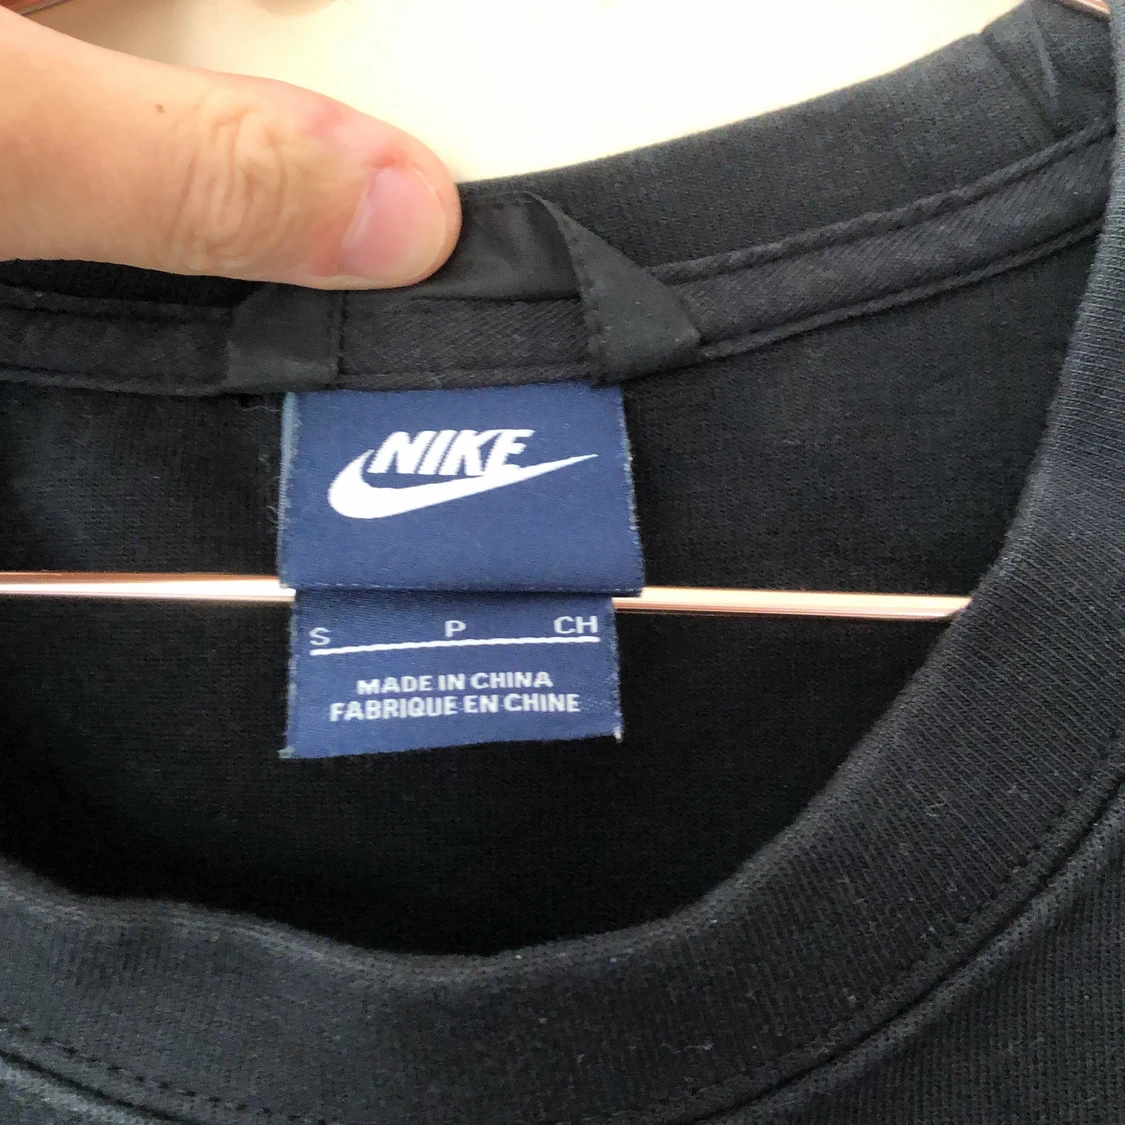 NIKE
S P CH
MADE IN CHINA
FABRIQUE EN CHINE